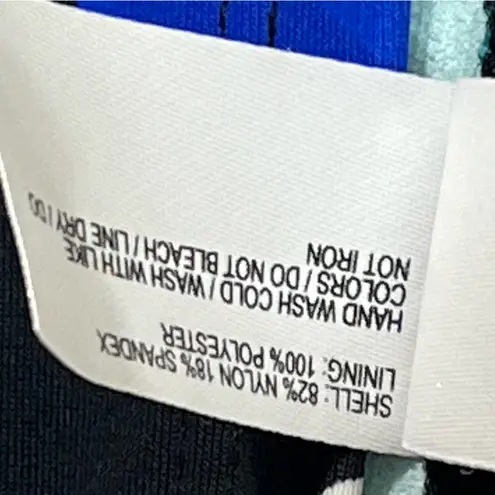 SHELL: 82% NYLON 18% SPANDEX
LINING: 100% POLYESTER
HAND WASH COLD / WASH WITH LIKE
COLORS / DO NOT BLEACH / LINE DRY / DO
NOT IRON